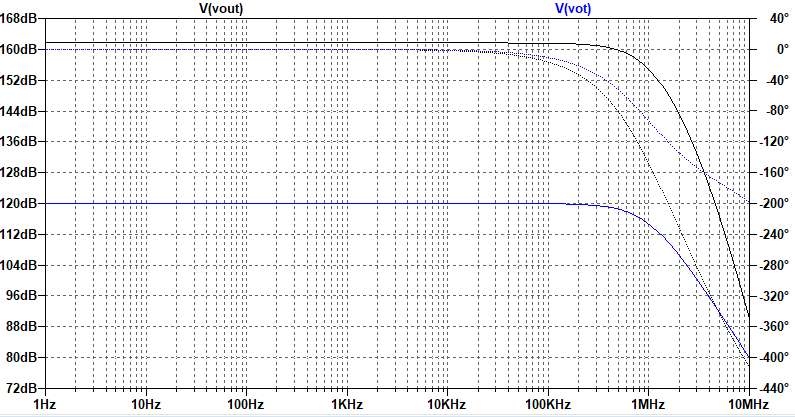 V(vout) V(vot)
168dB 40°
160dB 0°
152dB -40°
144dB -80°
136dB -120°
128dB -160°
120dB -200°
112dB -240°
104dB -280°
96dB -320°
88dB -360°
80dB -400°
72dB -440°
1Hz 10Hz 100Hz 1KHz 10KHz 100KHz 1MHz 10MHz